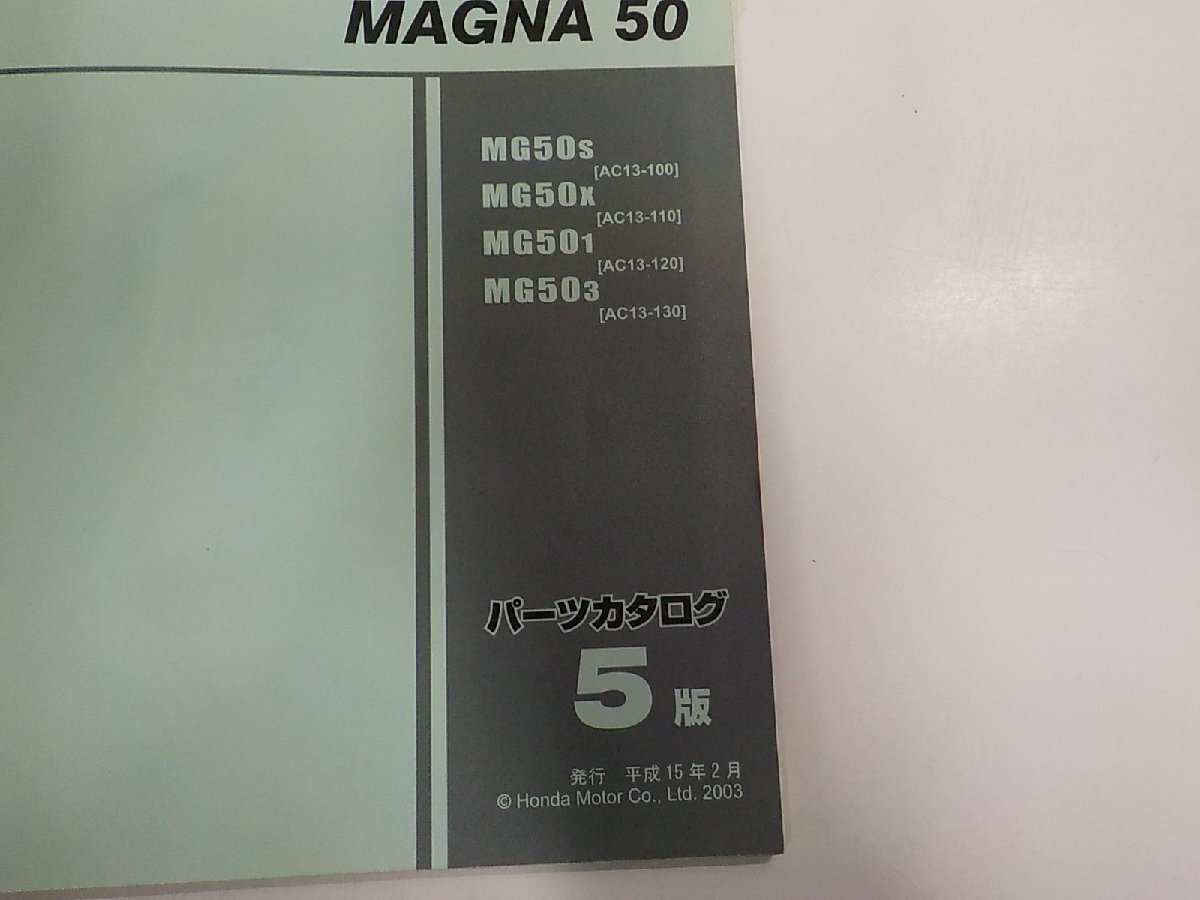 MAGNA 50
MG50S
[AC13-100]
MG50X
[AC13-110]
MG501
[AC13-120]
MG503
[AC13-130]
パーツカタログ
5 版
発行 平成15年2月
© Honda Motor Co., Ltd. 2003